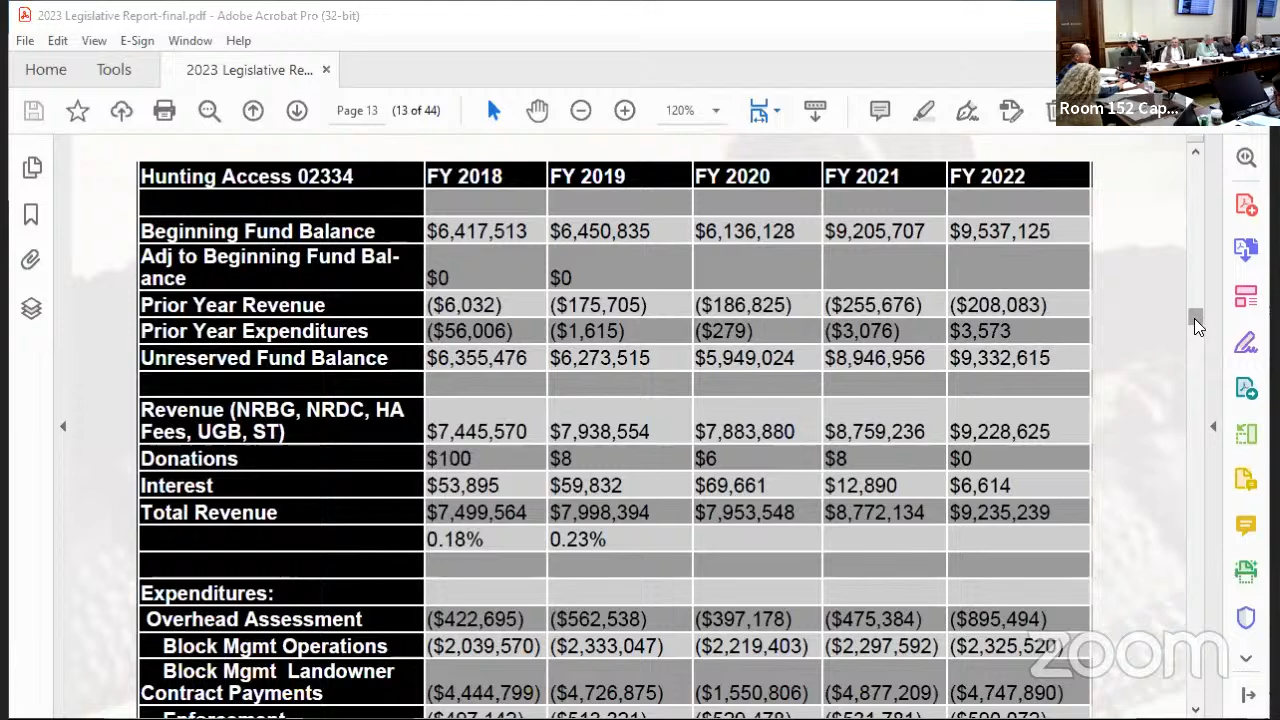 2023 Legislative Report-final.pdf - Adobe Acrobat Pro (32-bit)
File Edit View E-Sign Window Help
Home Tools 2023 Legislative Re... ×
Page 13 (13 of 44) 120%
Room 152 Cap...
Hunting Access 02334 FY 2018 FY 2019 FY 2020 FY 2021 FY 2022
Beginning Fund Balance $6,417,513 $6,450,835 $6,136,128 $9,205,707 $9,537,125
Adj to Beginning Fund Bal-
ance $0 $0
Prior Year Revenue ($6,032) ($175,705) ($186,825) ($255,676) ($208,083)
Prior Year Expenditures ($56,006) ($1,615) ($279) ($3,076) $3,573
Unreserved Fund Balance $6,355,476 $6,273,515 $5,949,024 $8,946,956 $9,332,615
Revenue (NRBG, NRDC, HA
Fees, UGB, ST) $7,445,570 $7,938,554 $7,883,880 $8,759,236 $9,228,625
Donations $100 $8 $6 $8 $0
Interest $53,895 $59,832 $69,661 $12,890 $6,614
Total Revenue $7,499,564 $7,998,394 $7,953,548 $8,772,134 $9,235,239
0.18% 0.23%
Expenditures:
Overhead Assessment ($422,695) ($562,538) ($397,178) ($475,384) ($895,494)
Block Mgmt Operations ($2,039,570) ($2,333,047) ($2,219,403) ($2,297,592) ($2,325,520)
Block Mgmt Landowner
Contract Payments ($4,444,799) ($4,726,875) ($1,550,806) ($4,877,209) ($4,747,890)
Enforcement
zoom